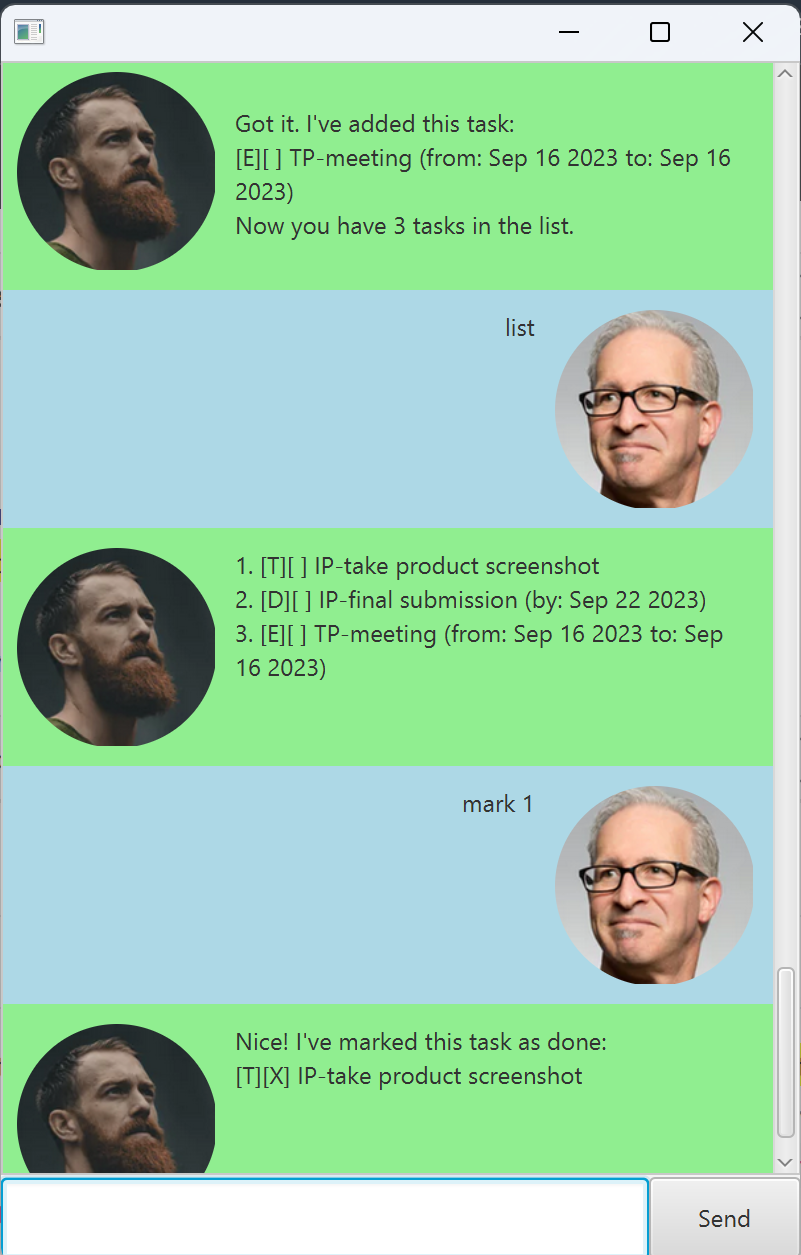 Got it. I've added this task:
[E][ ] TP-meeting (from: Sep 16 2023 to: Sep 16
2023)
Now you have 3 tasks in the list.
list
1. [T][ ] IP-take product screenshot
2. [D][ ] IP-final submission (by: Sep 22 2023)
3. [E][ ] TP-meeting (from: Sep 16 2023 to: Sep
16 2023)
mark 1
Nice! I've marked this task as done:
[T][X] IP-take product screenshot
Send